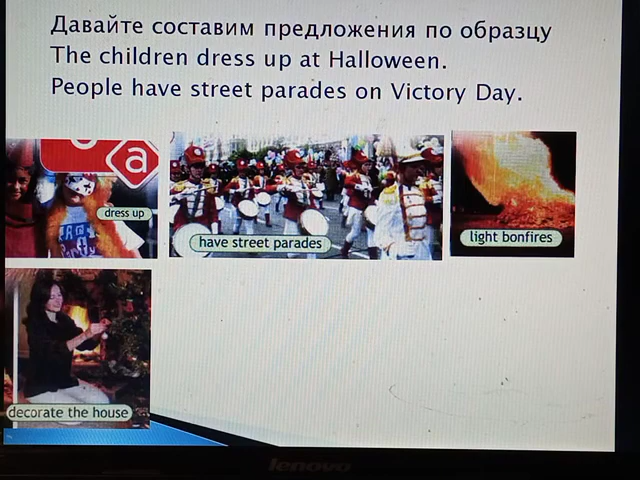 Давайте составим предложения по образцу
The children dress up at Halloween.
People have street parades on Victory Day.
a
dress up
have street parades
light bonfires
decorate the house
lenovo